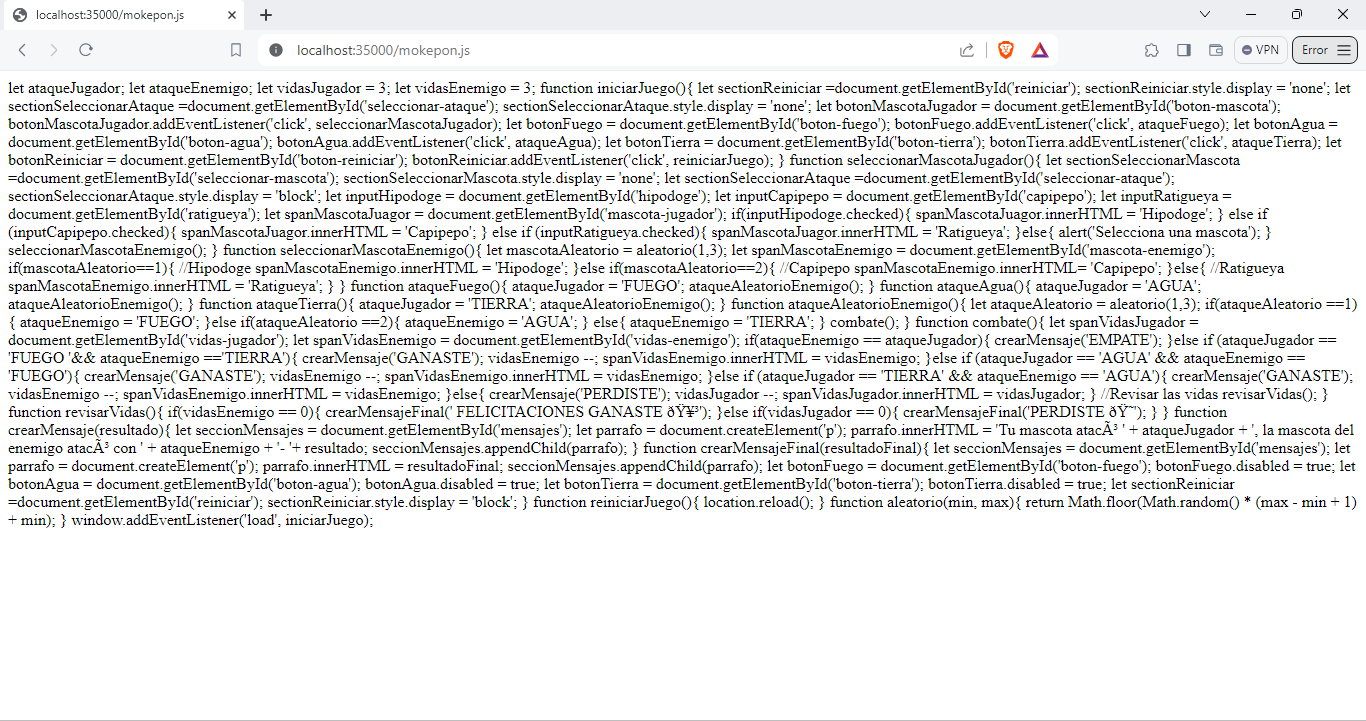 localhost:35000/mokepon.js
localhost:35000/mokepon.js
VPN
Error
let ataqueJugador; let ataqueEnemigo; let vidasJugador = 3; let vidasEnemigo = 3; function iniciarJuego(){ let sectionReiniciar =document.getElementById('reiniciar'); sectionReiniciar.style.display = 'none'; let
sectionSeleccionarAtaque =document.getElementById('seleccionar-ataque'); sectionSeleccionarAtaque.style.display = 'none'; let botonMascotaJugador = document.getElementById('boton-mascota');
botonMascotaJugador.addEventListener('click', seleccionarMascotaJugador); let botonFuego = document.getElementById('boton-fuego'); botonFuego.addEventListener('click', ataqueFuego); let botonAgua =
document.getElementById('boton-agua'); botonAgua.addEventListener('click', ataqueAgua); let botonTierra = document.getElementById('boton-tierra'); botonTierra.addEventListener('click', ataqueTierra); let
botonReiniciar = document.getElementById('boton-reiniciar'); botonReiniciar.addEventListener('click', reiniciarJuego); } function seleccionarMascotaJugador(){ let sectionSeleccionarMascota
=document.getElementById('seleccionar-mascota'); sectionSeleccionarMascota.style.display = 'none'; let sectionSeleccionarAtaque =document.getElementById('seleccionar-ataque');
sectionSeleccionarAtaque.style.display = 'block'; let inputHipodoge = document.getElementById('hipodoge'); let inputCapipepo = document.getElementById('capipepo'); let inputRatigueya =
document.getElementById('ratigueya'); let spanMascotaJuagor = document.getElementById('mascota-jugador'); if(inputHipodoge.checked){ spanMascotaJuagor.innerHTML = 'Hipodoge'; } else if
(inputCapipepo.checked){ spanMascotaJuagor.innerHTML = 'Capipepo'; } else if (inputRatigueya.checked){ spanMascotaJuagor.innerHTML = 'Ratigueya'; }else{ alert('Selecciona una mascota'); }
seleccionarMascotaEnemigo(); } function seleccionarMascotaEnemigo(){ let mascotaAleatorio = aleatorio(1,3); let spanMascotaEnemigo = document.getElementById('mascota-enemigo');
if(mascotaAleatorio==1){ //Hipodoge spanMascotaEnemigo.innerHTML = 'Hipodoge'; }else if(mascotaAleatorio==2){ //Capipepo spanMascotaEnemigo.innerHTML= 'Capipepo'; }else{ //Ratigueya
spanMascotaEnemigo.innerHTML = 'Ratigueya'; } } function ataqueFuego(){ ataqueJugador = 'FUEGO'; ataqueAleatorioEnemigo(); } function ataqueAgua(){ ataqueJugador = 'AGUA';
ataqueAleatorioEnemigo(); } function ataqueTierra(){ ataqueJugador = 'TIERRA'; ataqueAleatorioEnemigo(); } function ataqueAleatorioEnemigo(){ let ataqueAleatorio = aleatorio(1,3); if(ataqueAleatorio ==1)
{ ataqueEnemigo = 'FUEGO'; }else if(ataqueAleatorio ==2){ ataqueEnemigo = 'AGUA'; } else{ ataqueEnemigo = 'TIERRA'; } combate(); } function combate(){ let spanVidasJugador =
document.getElementById('vidas-jugador'); let spanVidasEnemigo = document.getElementById('vidas-enemigo'); if(ataqueEnemigo == ataqueJugador){ crearMensaje('EMPATE'); }else if (ataqueJugador ==
'FUEGO '&& ataqueEnemigo =='TIERRA'){ crearMensaje('GANASTE'); vidasEnemigo --; spanVidasEnemigo.innerHTML = vidasEnemigo; }else if (ataqueJugador == 'AGUA' && ataqueEnemigo ==
'FUEGO'){ crearMensaje('GANASTE'); vidasEnemigo --; spanVidasEnemigo.innerHTML = vidasEnemigo; }else if (ataqueJugador == 'TIERRA' && ataqueEnemigo == 'AGUA'){ crearMensaje('GANASTE');
vidasEnemigo --; spanVidasEnemigo.innerHTML = vidasEnemigo; }else{ crearMensaje('PERDISTE'); vidasJugador --; spanVidasJugador.innerHTML = vidasJugador; } //Revisar las vidas revisarVidas(); }
function revisarVidas(){ if(vidasEnemigo == 0){ crearMensajeFinal(' FELICITACIONES GANASTE ðŸ¥³'); }else if(vidasJugador == 0){ crearMensajeFinal('PERDISTE ðŸ˜"'); } } function
crearMensaje(resultado){ let seccionMensajes = document.getElementById('mensajes'); let parrafo = document.createElement('p'); parrafo.innerHTML = 'Tu mascota atacÃ³ ' + ataqueJugador + ', la mascota del
enemigo atacÃ³ con ' + ataqueEnemigo + '- '+ resultado; seccionMensajes.appendChild(parrafo); } function crearMensajeFinal(resultadoFinal){ let seccionMensajes = document.getElementById('mensajes'); let
parrafo = document.createElement('p'); parrafo.innerHTML = resultadoFinal; seccionMensajes.appendChild(parrafo); let botonFuego = document.getElementById('boton-fuego'); botonFuego.disabled = true; let
botonAgua = document.getElementById('boton-agua'); botonAgua.disabled = true; let botonTierra = document.getElementById('boton-tierra'); botonTierra.disabled = true; let sectionReiniciar
=document.getElementById('reiniciar'); sectionReiniciar.style.display = 'block'; } function reiniciarJuego(){ location.reload(); } function aleatorio(min, max){ return Math.floor(Math.random() * (max - min + 1)
+ min); } window.addEventListener('load', iniciarJuego);